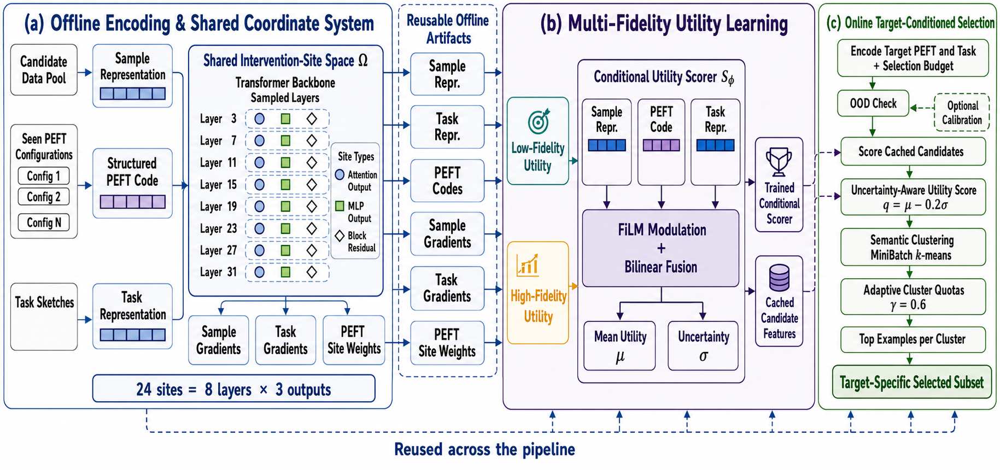 (a) Offline Encoding & Shared Coordinate System
Candidate
Data Pool
Sample
Representation
Seen PEFT
Configurations
Config 1
Config 2
Config N
Structured
PEFT Code
Task Sketches
Task
Representation
Shared Intervention-Site Space Ω
Transformer Backbone
Sampled Layers
Layer 3
Layer 7
Layer 11
Layer 15
Layer 19
Layer 23
Layer 27
Layer 31
Site Types
Attention
Output
MLP
Output
Block
Residual
Sample
Gradients
Task
Gradients
PEFT
Site Weights
24 sites = 8 layers × 3 outputs
Reusable Offline
Artifacts
Sample
Repr.
Task
Repr.
PEFT
Codes
Sample
Gradients
Task
Gradients
PEFT
Site Weights
(b) Multi-Fidelity Utility Learning
Low-Fidelity
Utility
High-Fidelity
Utility
Conditional Utility Scorer Sϕ
Sample
Repr.
PEFT
Code
Task
Repr.
FiLM Modulation
+
Bilinear Fusion
Mean Utility
μ
Uncertainty
σ
Trained
Conditional
Scorer
Cached
Candidate
Features
(c) Online Target-Conditioned Selection
Encode Target PEFT and Task
+ Selection Budget
OOD Check
Optional
Calibration
Score Cached Candidates
Uncertainty-Aware Utility Score
q = μ − 0.2σ
Semantic Clustering
MiniBatch k-means
Adaptive Cluster Quotas
γ = 0.6
Top Examples per Cluster
Target-Specific Selected Subset
Reused across the pipeline